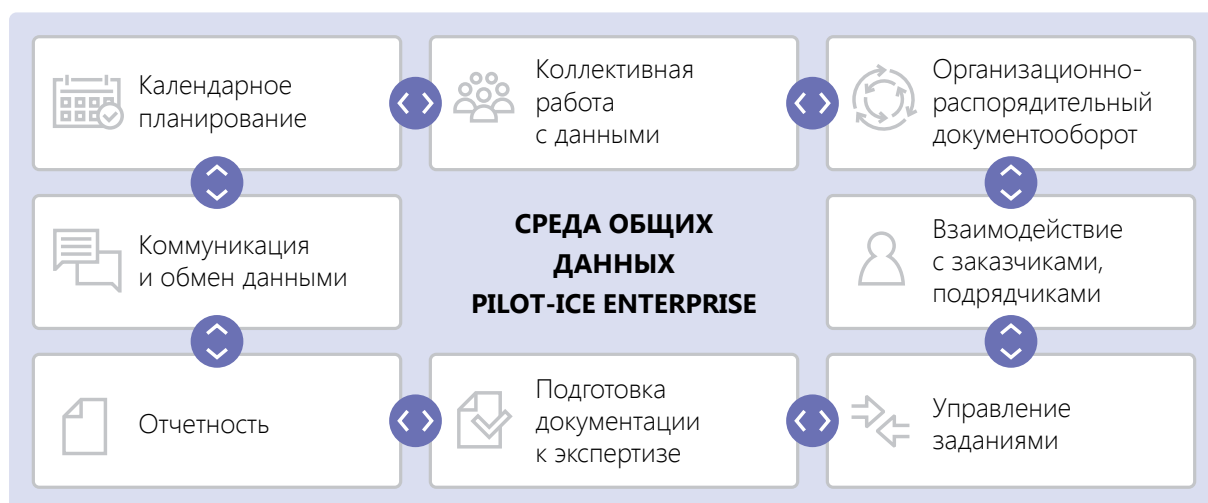 Календарное
планирование
Коллективная
работа
с данными
Организационно-
распорядительный
документооборот
Коммуникация
и обмен данными
СРЕДА ОБЩИХ
ДАННЫХ
PILOT-ICE ENTERPRISE
Взаимодействие
с заказчиками,
подрядчиками
Отчетность
Подготовка
документации
к экспертизе
Управление
заданиями